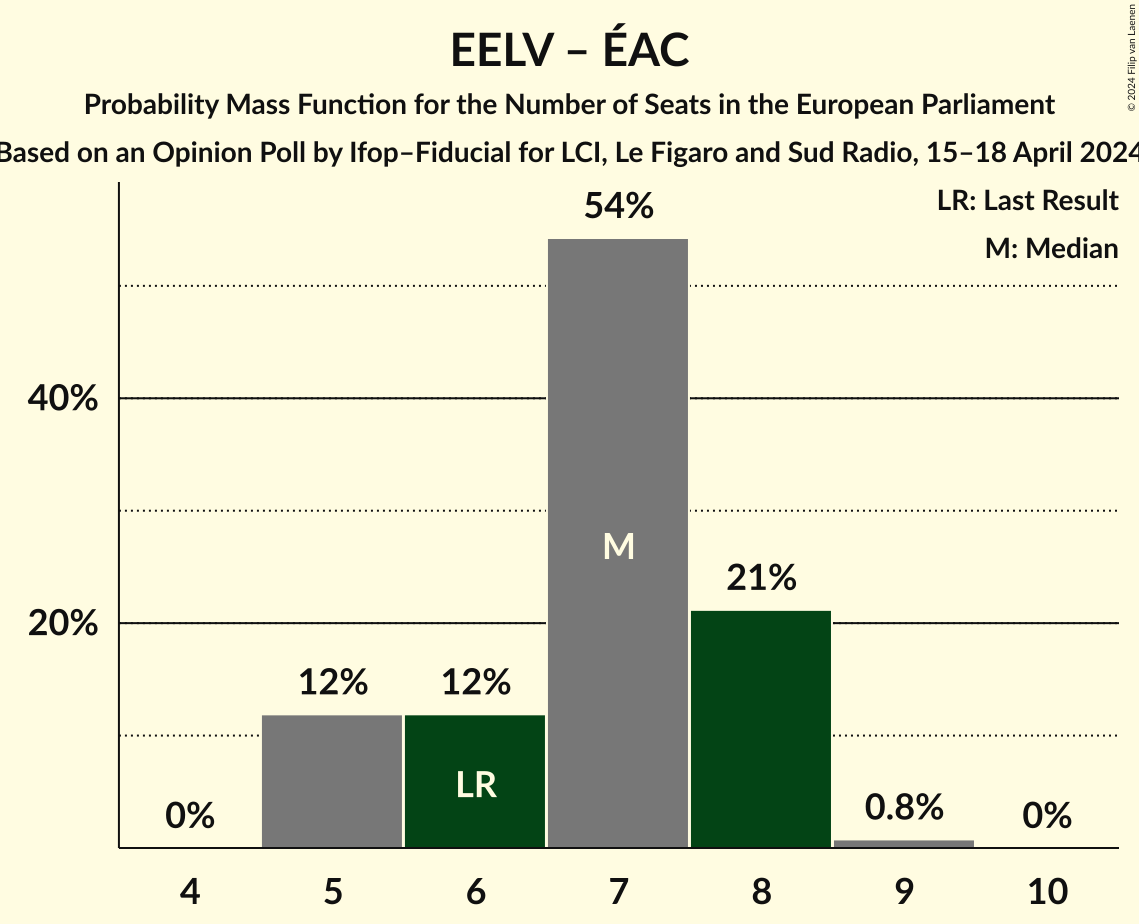 EELV – ÉAC
Probability Mass Function for the Number of Seats in the European Parliament
Based on an Opinion Poll by Ifop–Fiducial for LCI, Le Figaro and Sud Radio, 15–18 April 2024
© 2024 Filip van Laenen
LR: Last Result
M: Median
54%
40%
M
21%
20%
12%
12%
LR
0%
0.8%
0%
4
5
6
7
8
9
10